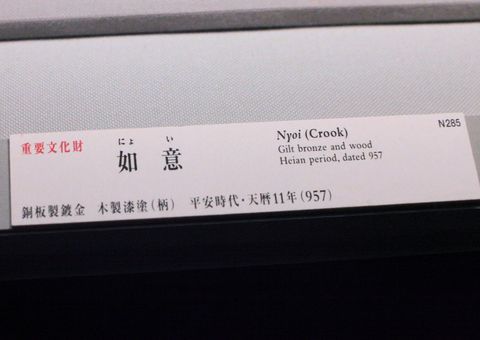 N285
重要文化財
にょ い
如 意
Nyoi (Crook)
Gilt bronze and wood
Heian period, dated 957
銅板製鍍金 木製漆塗(柄) 平安時代・天暦11年(957)